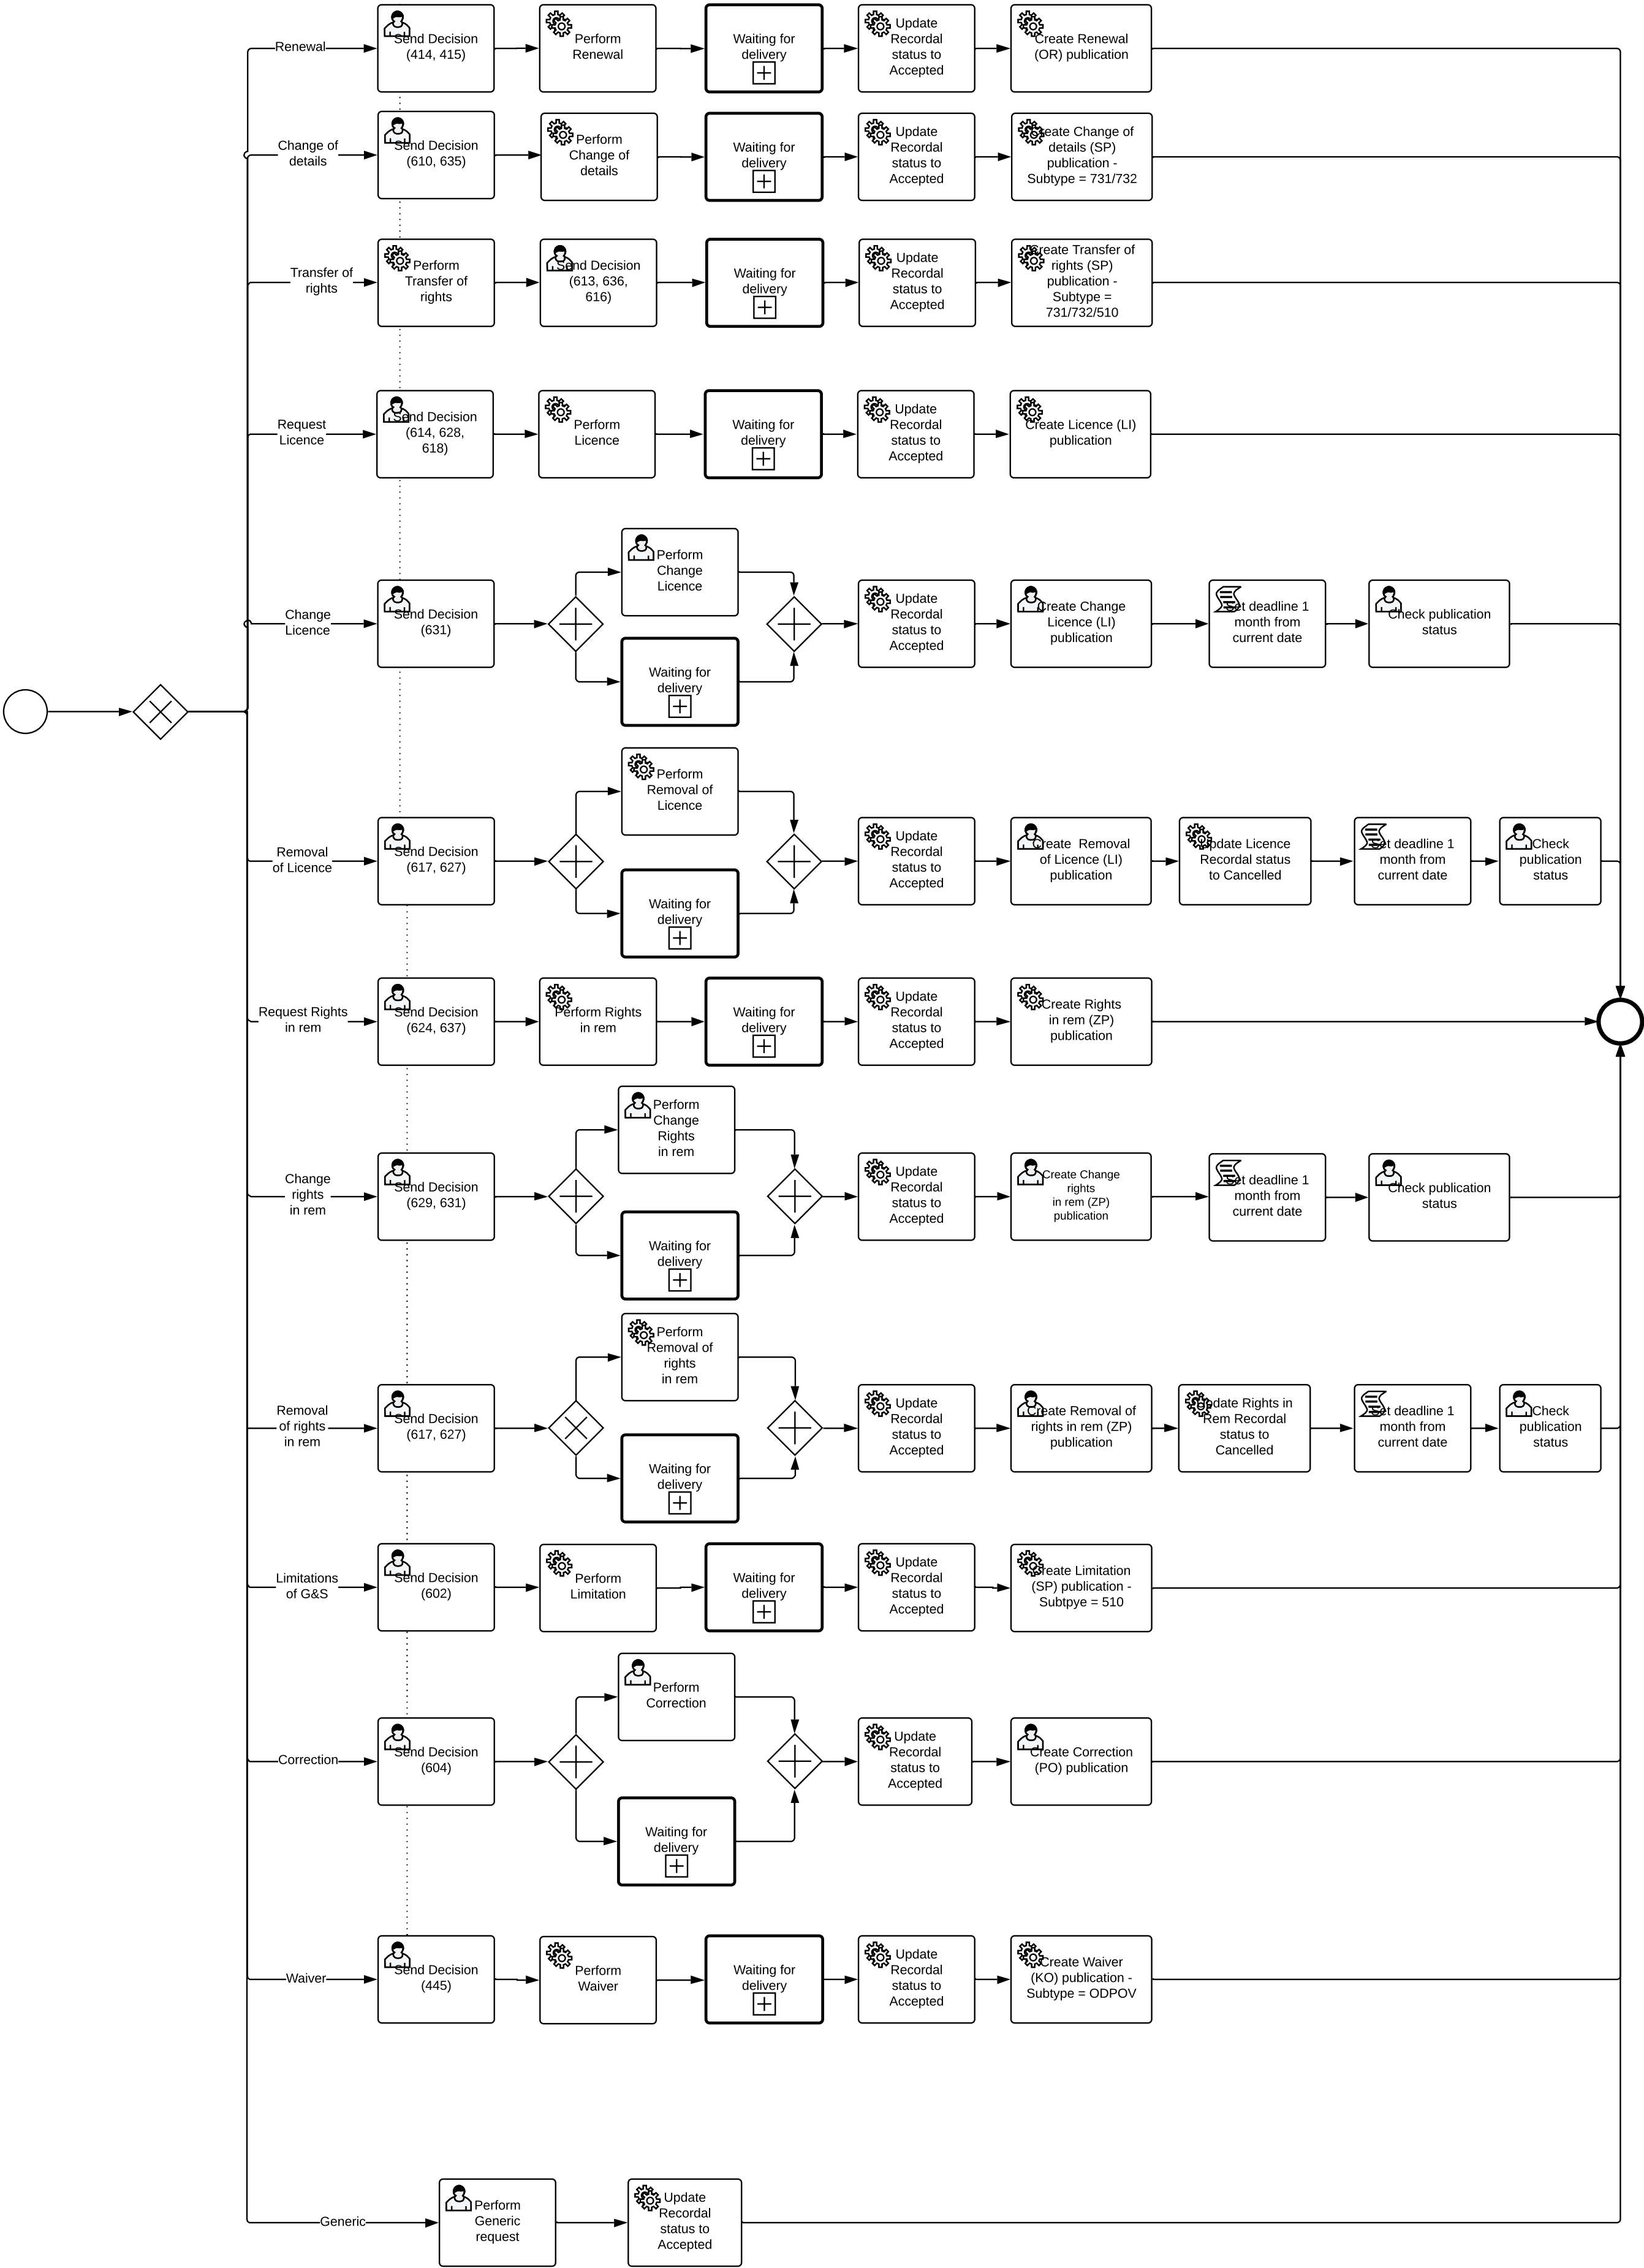 Renewal
Send Decision
(414, 415)
Perform
Renewal
Waiting for
delivery
Update
Recordal
status to
Accepted
Create Renewal
(OR) publication
Change of
details
Send Decision
(610, 635)
Perform
Change of
details
Waiting for
delivery
Update
Recordal
status to
Accepted
Create Change of
details (SP)
publication -
Subtype = 731/732
Transfer of
rights
Perform
Transfer of
rights
Send Decision
(613, 636,
616)
Waiting for
delivery
Update
Recordal
status to
Accepted
Create Transfer of
rights (SP)
publication -
Subtype =
731/732/510
Request
Licence
Send Decision
(614, 628,
618)
Perform
Licence
Waiting for
delivery
Update
Recordal
status to
Accepted
Create Licence (LI)
publication
Change
Licence
Send Decision
(631)
Perform
Change
Licence
Waiting for
delivery
Update
Recordal
status to
Accepted
Create Change
Licence (LI)
publication
Set deadline 1
month from
current date
Check publication
status
Removal
of Licence
Send Decision
(617, 627)
Perform
Removal of
Licence
Waiting for
delivery
Update
Recordal
status to
Accepted
Create Removal
of Licence (LI)
publication
Update Licence
Recordal status
to Cancelled
Set deadline 1
month from
current date
Check
publication
status
Request Rights
in rem
Send Decision
(624, 637)
Perform Rights
in rem
Waiting for
delivery
Update
Recordal
status to
Accepted
Create Rights
in rem (ZP)
publication
Change
rights
in rem
Send Decision
(629, 631)
Perform
Change
Rights
in rem
Waiting for
delivery
Update
Recordal
status to
Accepted
Create Change
rights
in rem (ZP)
publication
Set deadline 1
month from
current date
Check publication
status
Removal
of rights
in rem
Send Decision
(617, 627)
Perform
Removal of
rights
in rem
Waiting for
delivery
Update
Recordal
status to
Accepted
Create Removal of
rights in rem (ZP)
publication
Update Rights in
Rem Recordal
status to
Cancelled
Set deadline 1
month from
current date
Check
publication
status
Limitations
of G&S
Send Decision
(602)
Perform
Limitation
Waiting for
delivery
Update
Recordal
status to
Accepted
Create Limitation
(SP) publication -
Subtpye = 510
Correction
Send Decision
(604)
Perform
Correction
Waiting for
delivery
Update
Recordal
status to
Accepted
Create Correction
(PO) publication
Waiver
Send Decision
(445)
Perform
Waiver
Waiting for
delivery
Update
Recordal
status to
Accepted
Create Waiver
(KO) publication -
Subtype = ODPOV
Generic
Perform
Generic
request
Update
Recordal
status to
Accepted